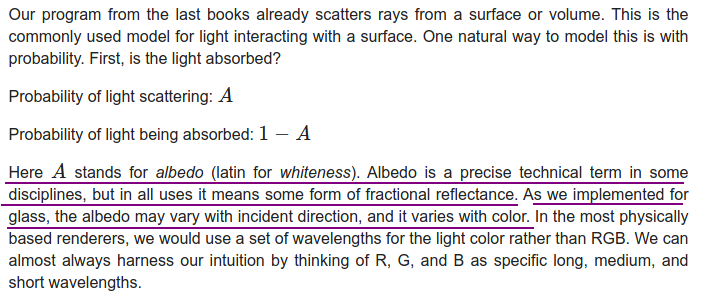 Our program from the last books already scatters rays from a surface or volume. This is the
commonly used model for light interacting with a surface. One natural way to model this is with
probability. First, is the light absorbed?
Probability of light scattering: A
Probability of light being absorbed: 1 − A
Here A stands for albedo (latin for whiteness). Albedo is a precise technical term in some
disciplines, but in all uses it means some form of fractional reflectance. As we implemented for
glass, the albedo may vary with incident direction, and it varies with color. In the most physically
based renderers, we would use a set of wavelengths for the light color rather than RGB. We can
almost always harness our intuition by thinking of R, G, and B as specific long, medium, and
short wavelengths.